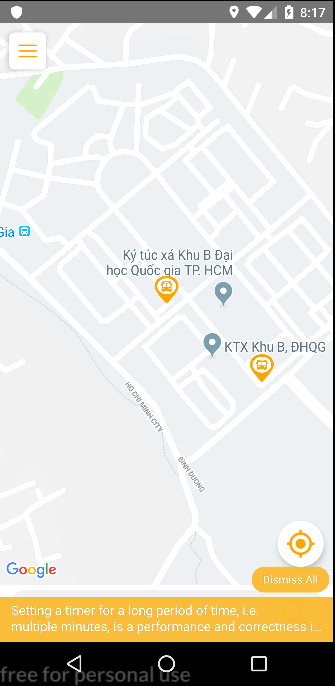 8:17
Gia
Ký túc xá Khu B Đại
học Quốc gia TP. HCM
KTX Khu B, ĐHQG
HO CHI MINH CITY
BINH DUONG
Google
Dismiss All
Setting a timer for a long period of time, i.e.
multiple minutes, is a performance and correctness i...
free for personal use